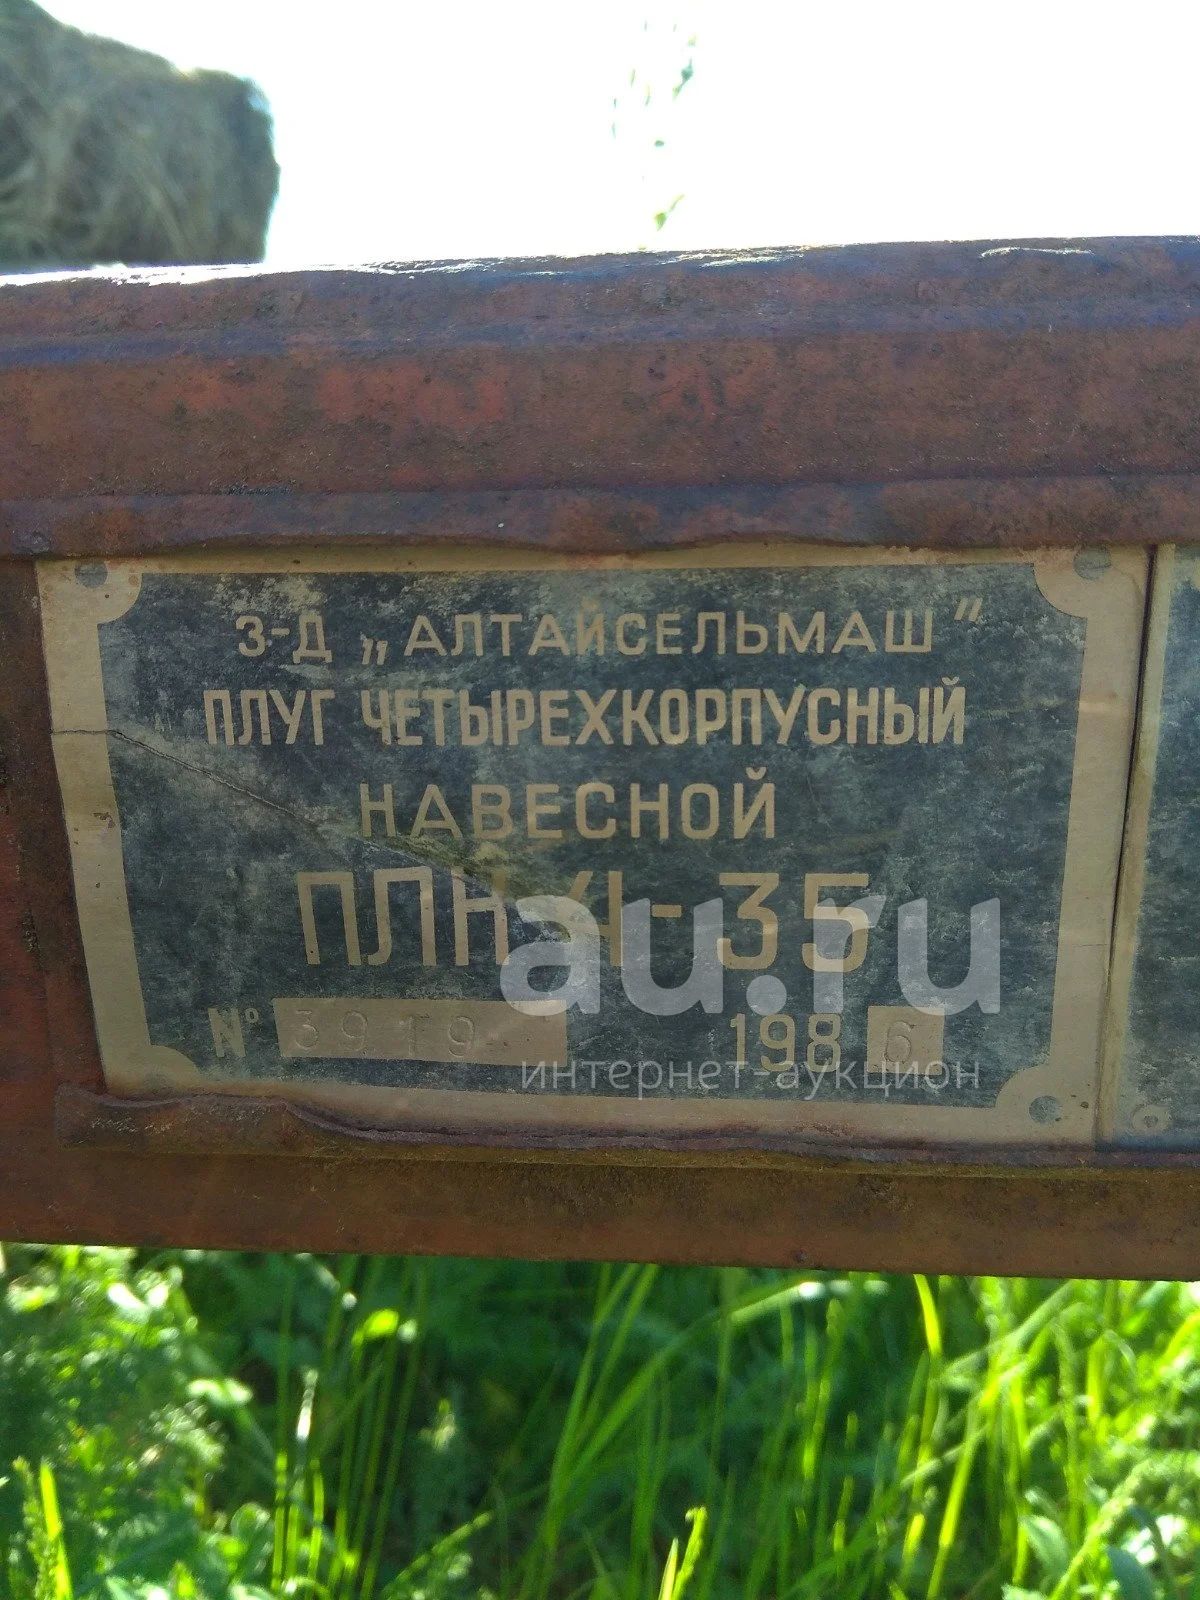 З-Д „АЛТАЙСЕЛЬМАШ"
ПЛУГ ЧЕТЫРЕХКОРПУСНЫЙ
НАВЕСНОЙ
ПЛН-4-35
№ 3919 1986
au.ru
интернет-аукцион